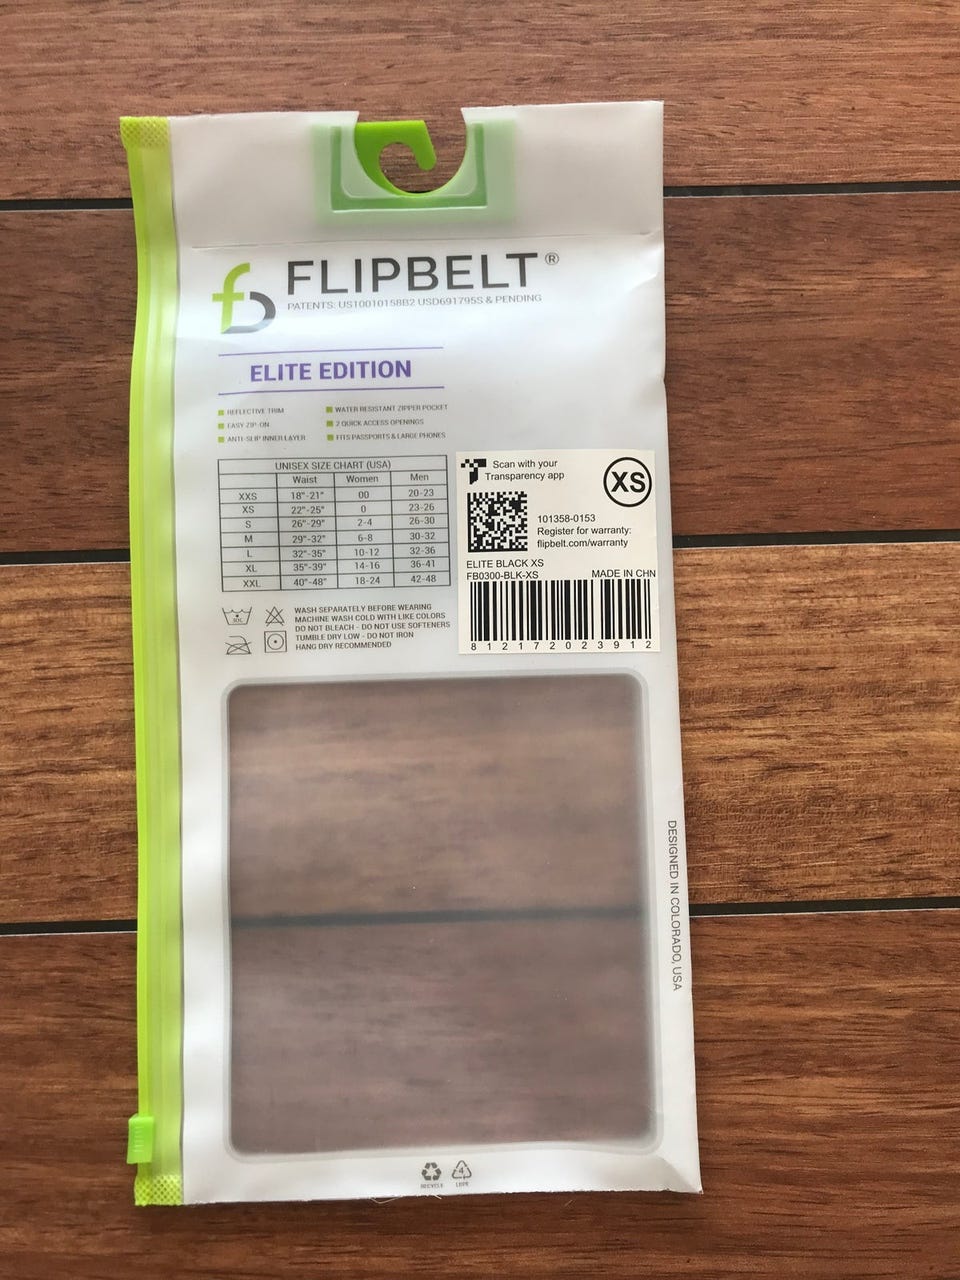 FLIPBELT®
PATENTS: US10010158B2 USD691795S & PENDING
ELITE EDITION
REFLECTIVE TRIM
EASY ZIP-ON
ANTI-SLIP INNER LAYER
WATER RESISTANT ZIPPER POCKET
2 QUICK ACCESS OPENINGS
FITS PASSPORTS & LARGE PHONES
UNISEX SIZE CHART (USA)
Waist Women Men
XXS 18"-21" 00 20-23
XS 22"-25" 0 23-26
S 26"-29" 2-4 26-30
M 29"-32" 6-8 30-32
L 32"-35" 10-12 32-36
XL 35"-39" 14-16 36-41
XXL 40"-48" 18-24 42-48
30C
WASH SEPARATELY BEFORE WEARING
MACHINE WASH COLD WITH LIKE COLORS
DO NOT BLEACH - DO NOT USE SOFTENERS
TUMBLE DRY LOW - DO NOT IRON
HANG DRY RECOMMENDED
Scan with your
Transparency app
XS
101358-0153
Register for warranty:
flipbelt.com/warranty
ELITE BLACK XS
FB0300-BLK-XS MADE IN CHN
812172023912
DESIGNED IN COLORADO, USA
4
RECYCLE LDPE